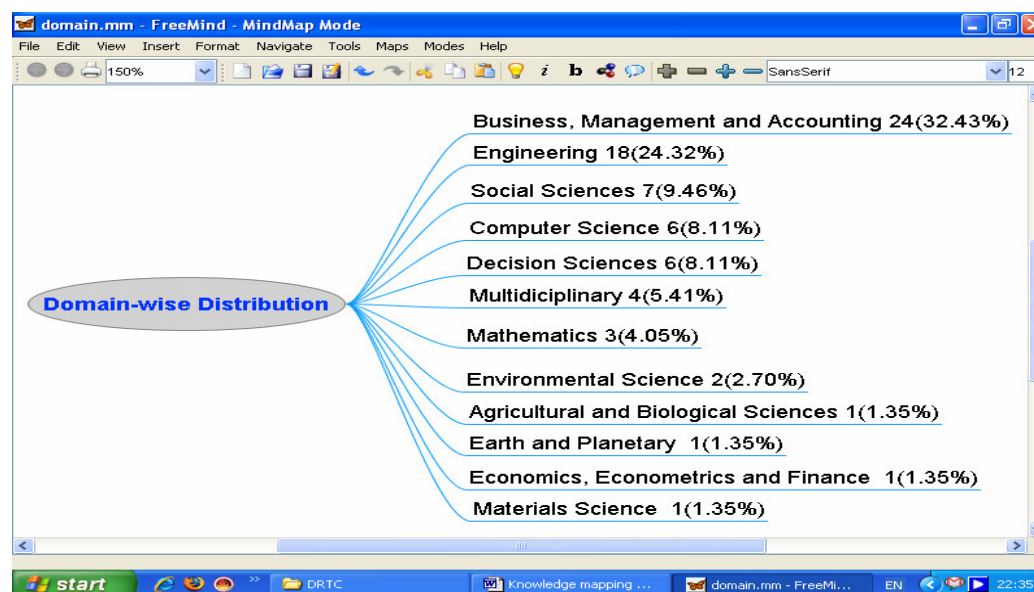 domain.mm - FreeMind - MindMap Mode
File Edit View Insert Format Navigate Tools Maps Modes Help
150% i b SansSerif 12
Business, Management and Accounting 24(32.43%)
Engineering 18(24.32%)
Social Sciences 7(9.46%)
Computer Science 6(8.11%)
Decision Sciences 6(8.11%)
Domain-wise Distribution
Multidiciplinary 4(5.41%)
Mathematics 3(4.05%)
Environmental Science 2(2.70%)
Agricultural and Biological Sciences 1(1.35%)
Earth and Planetary 1(1.35%)
Economics, Econometrics and Finance 1(1.35%)
Materials Science 1(1.35%)
start » DRTC Knowledge mapping ... domain.mm - FreeMi... EN 22:35